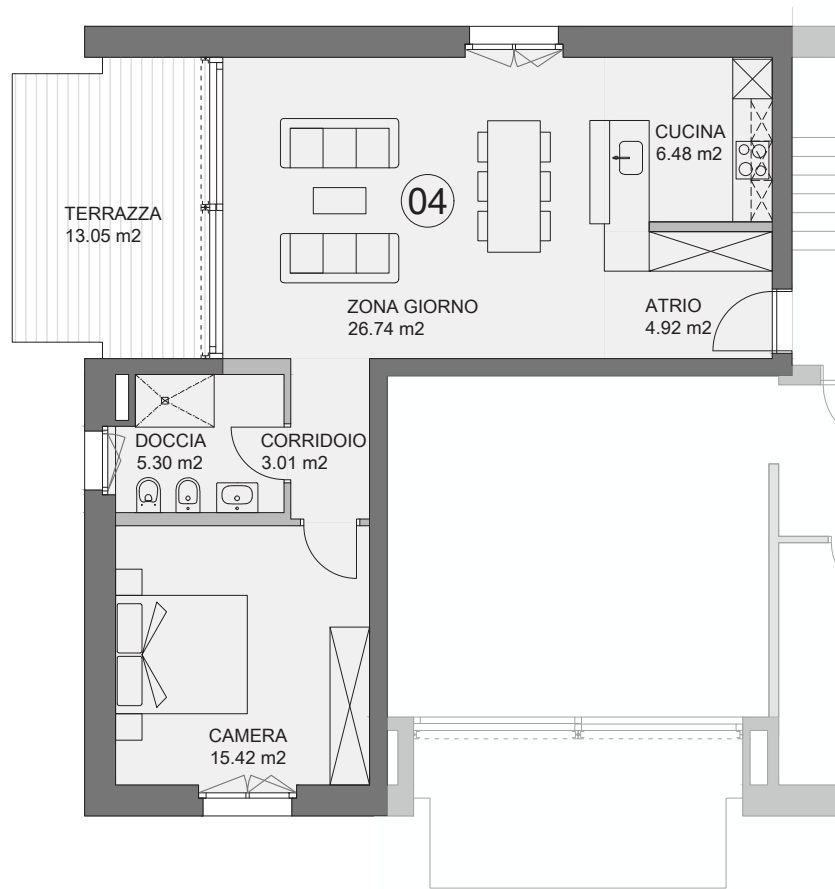 CUCINA
6.48 m2
04
TERRAZZA
13.05 m2
ZONA GIORNO
26.74 m2
ATRIO
4.92 m2
DOCCIA
5.30 m2
CORRIDOIO
3.01 m2
CAMERA
15.42 m2